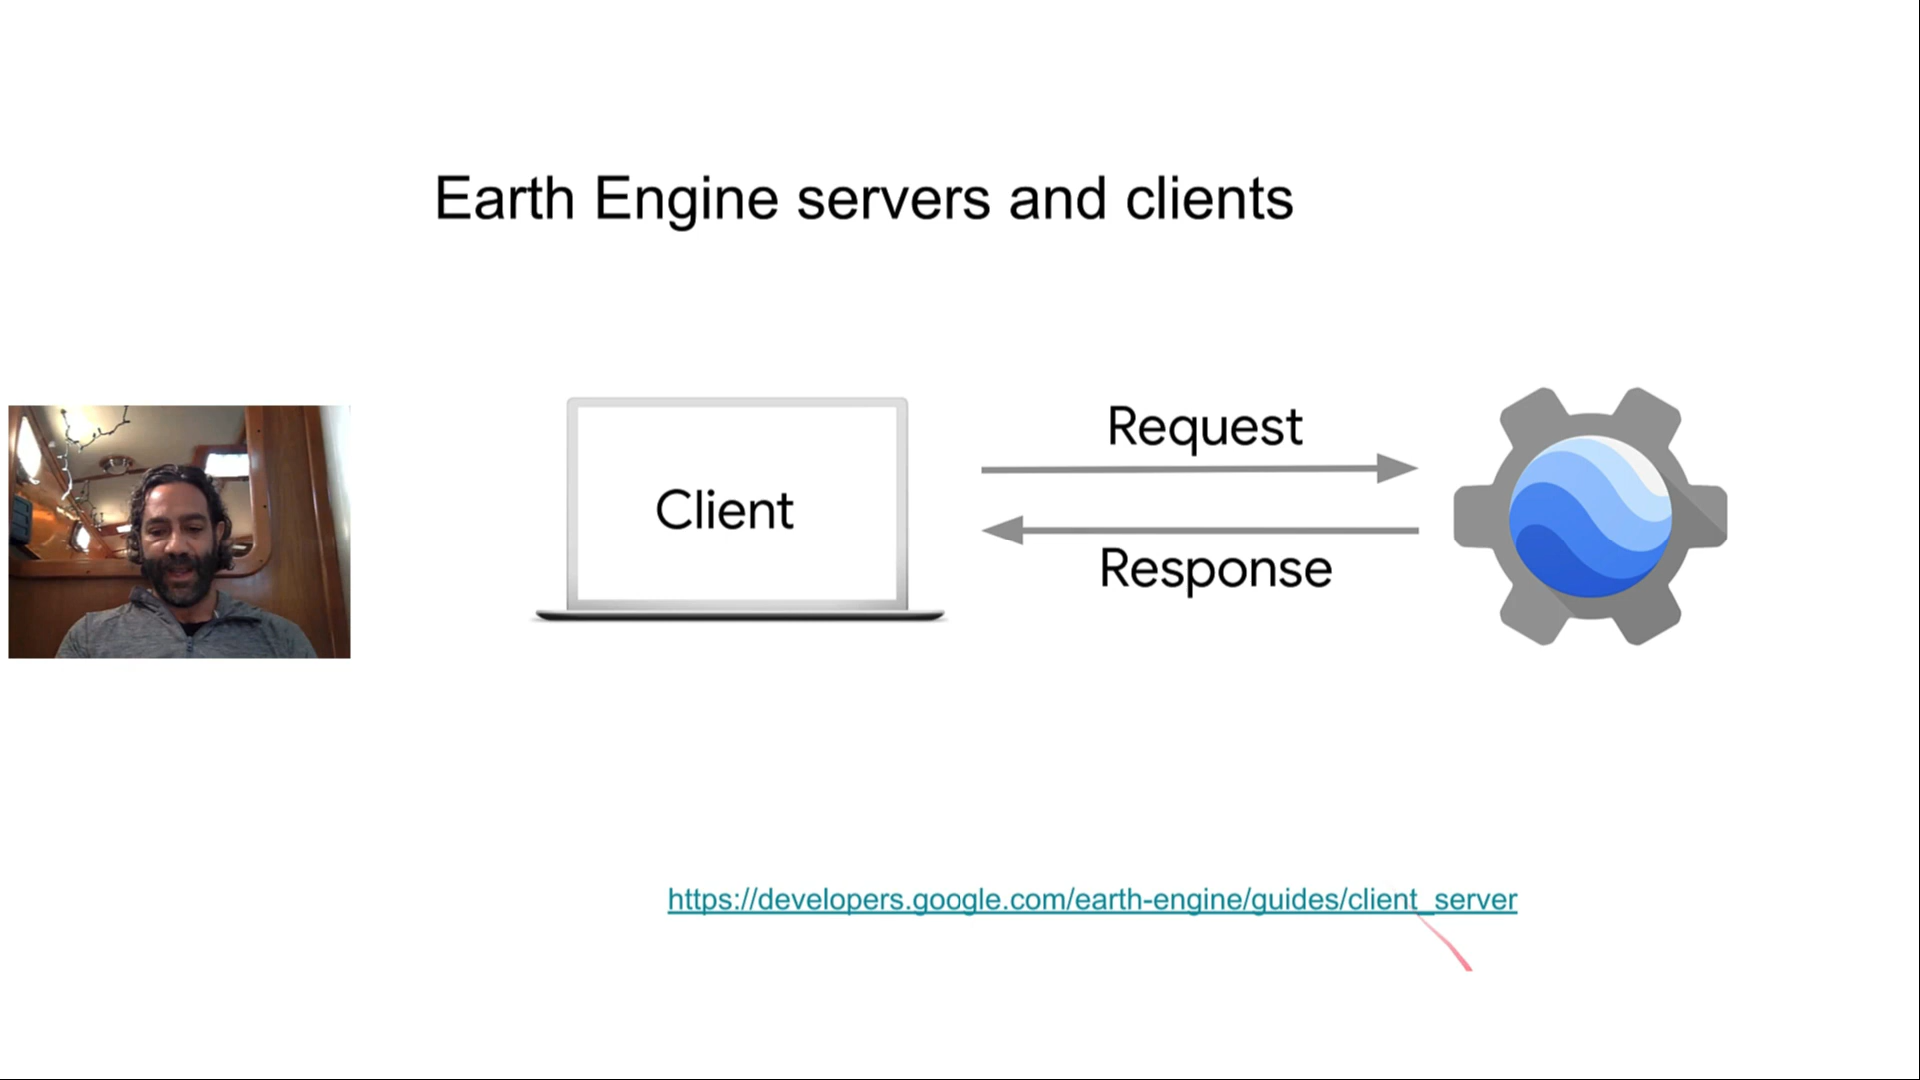 Earth Engine servers and clients
Request
Client
Response
https://developers.google.com/earth-engine/guides/client_server